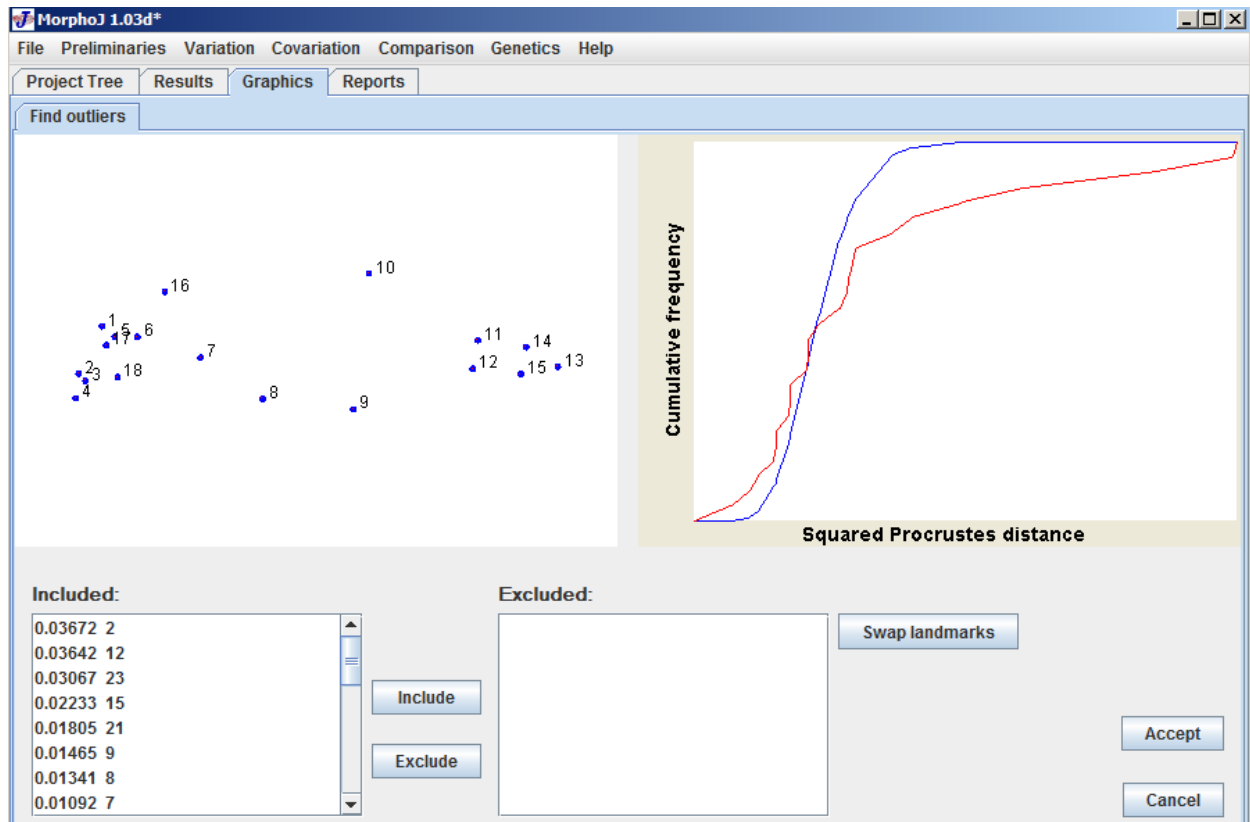 MorphoJ 1.03d*
File Preliminaries Variation Covariation Comparison Genetics Help
Project Tree Results Graphics Reports
Find outliers
10
16
1
5 6
17
11
14
7
12
15
13
2
3
18
4
8
9
Cumulative frequency
Squared Procrustes distance
Included:
0.03672 2
0.03642 12
0.03067 23
0.02233 15
0.01805 21
0.01465 9
0.01341 8
0.01092 7
Include
Exclude
Excluded:
Swap landmarks
Accept
Cancel